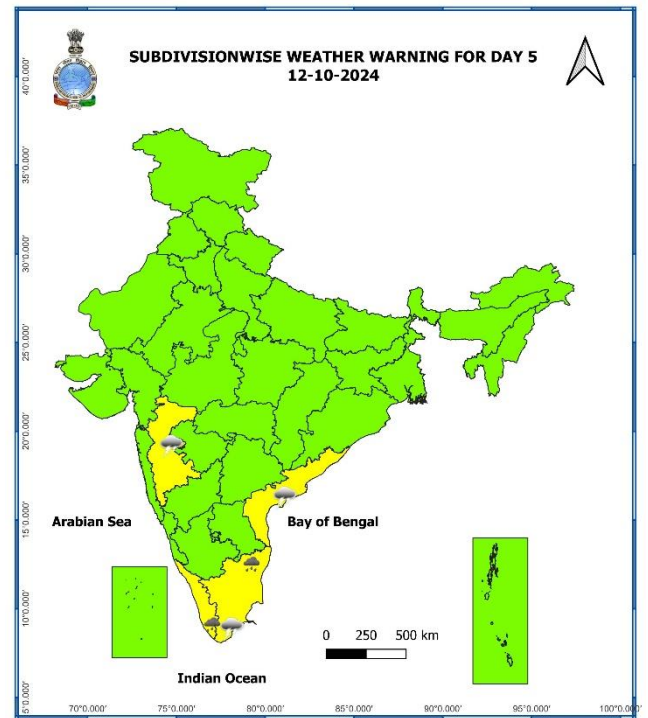 SUBDIVISIONWISE WEATHER WARNING FOR DAY 5
12-10-2024
40°0.000'
35°0.000'
30°0.000'
25°0.000'
20°0.000'
15°0.000'
10°0.000'
5°0.000'
Arabian Sea
Bay of Bengal
0 250 500 km
Indian Ocean
70°0.000' 75°0.000' 80°0.000' 85°0.000' 90°0.000' 95°0.000' 100°0.000'